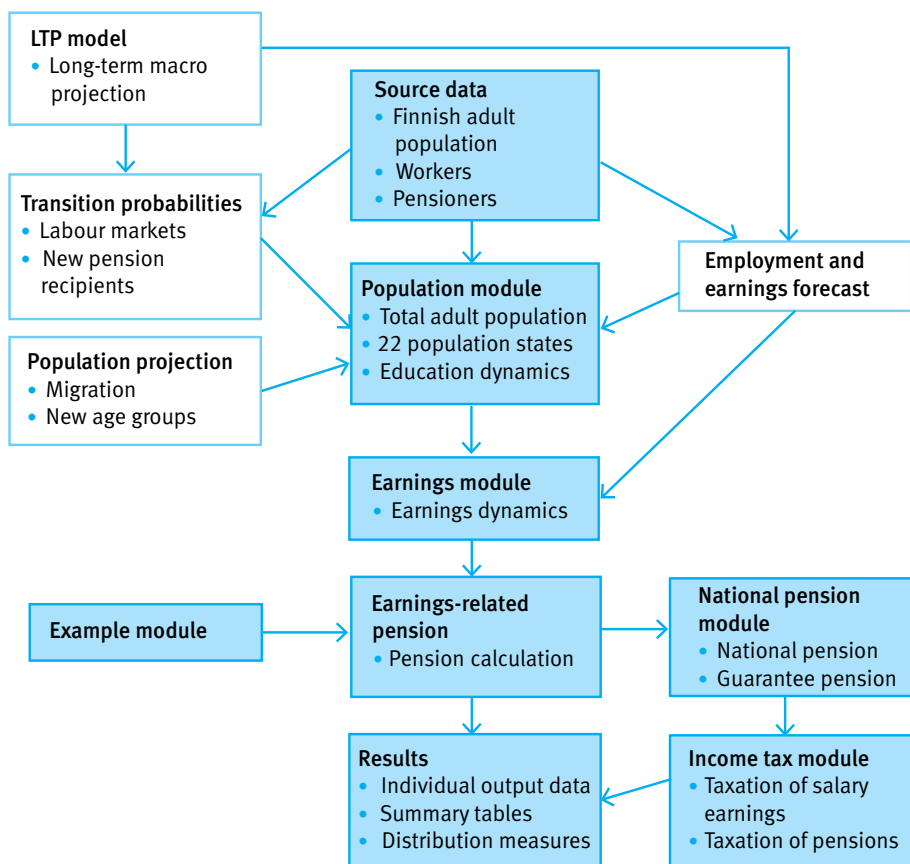 LTP model
• Long-term macro
projection
Source data
• Finnish adult
population
• Workers
• Pensioners
Transition probabilities
• Labour markets
• New pension
recipients
Employment and
earnings forecast
Population module
• Total adult population
• 22 population states
• Education dynamics
Population projection
• Migration
• New age groups
Earnings module
• Earnings dynamics
Example module
Earnings-related
pension
• Pension calculation
National pension
module
• National pension
• Guarantee pension
Results
• Individual output data
• Summary tables
• Distribution measures
Income tax module
• Taxation of salary
earnings
• Taxation of pensions